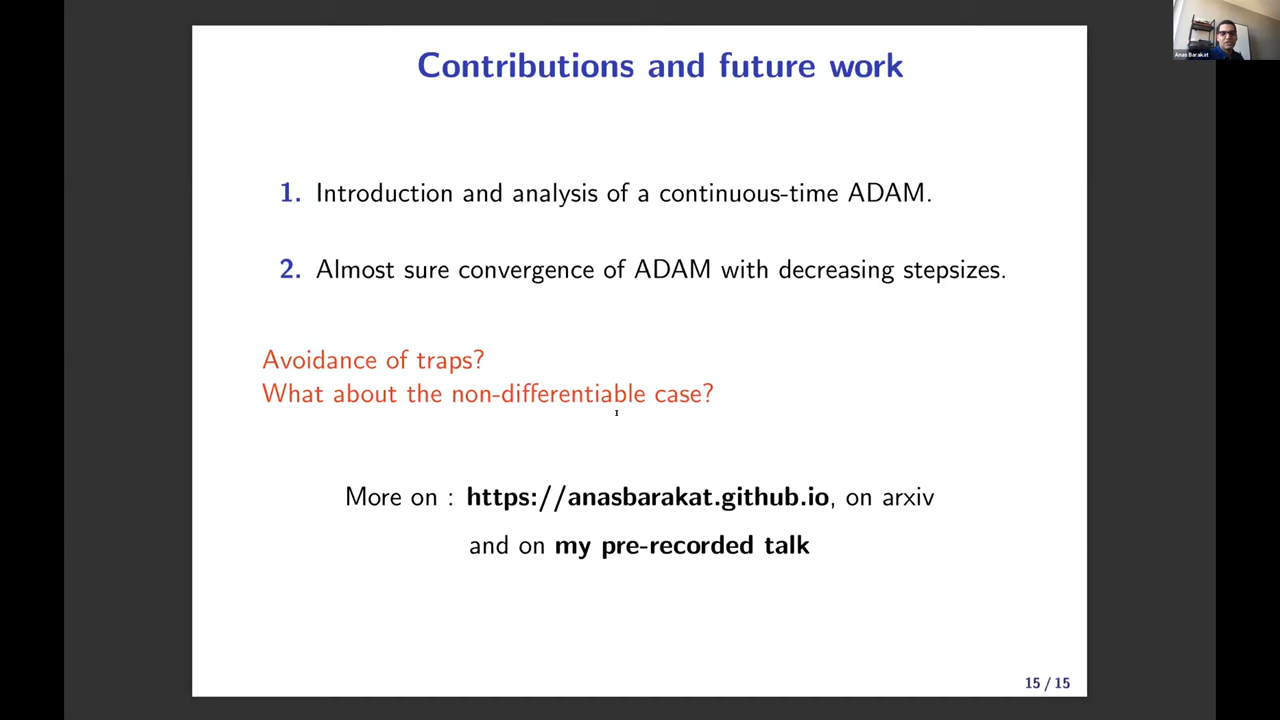 Contributions and future work
Anas Barakat
1. Introduction and analysis of a continuous-time ADAM.
2. Almost sure convergence of ADAM with decreasing stepsizes.
Avoidance of traps?
What about the non-differentiable case?
More on : https://anasbarakat.github.io, on arxiv
and on my pre-recorded talk
15 / 15